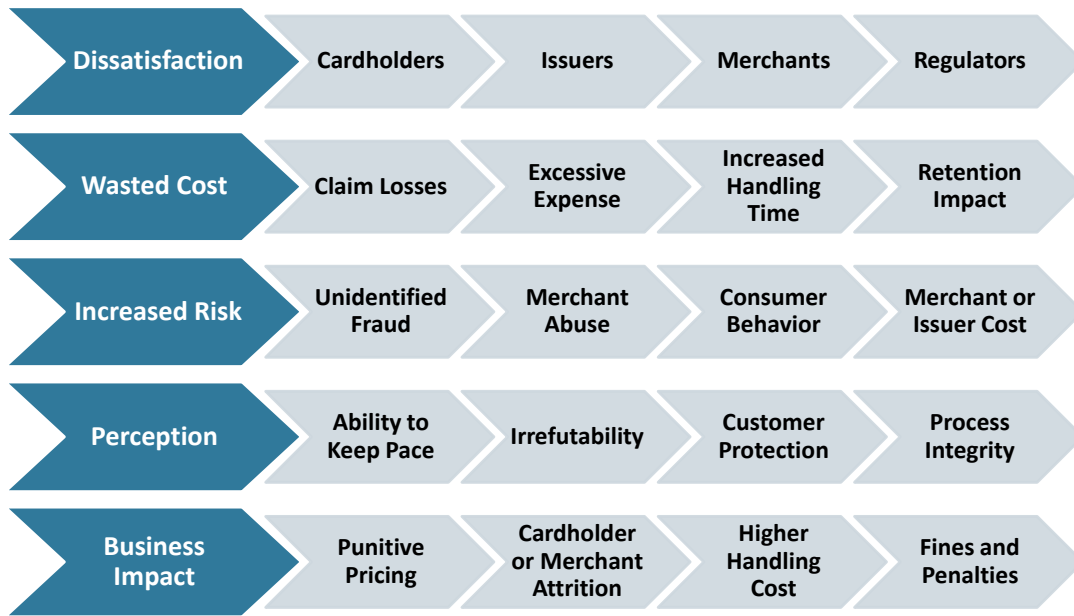 Dissatisfaction
Cardholders
Issuers
Merchants
Regulators
Wasted Cost
Claim Losses
Excessive
Expense
Increased
Handling
Time
Retention
Impact
Increased Risk
Unidentified
Fraud
Merchant
Abuse
Consumer
Behavior
Merchant or
Issuer Cost
Perception
Ability to
Keep Pace
Irrefutability
Customer
Protection
Process
Integrity
Business
Impact
Punitive
Pricing
Cardholder
or Merchant
Attrition
Higher
Handling
Cost
Fines and
Penalties